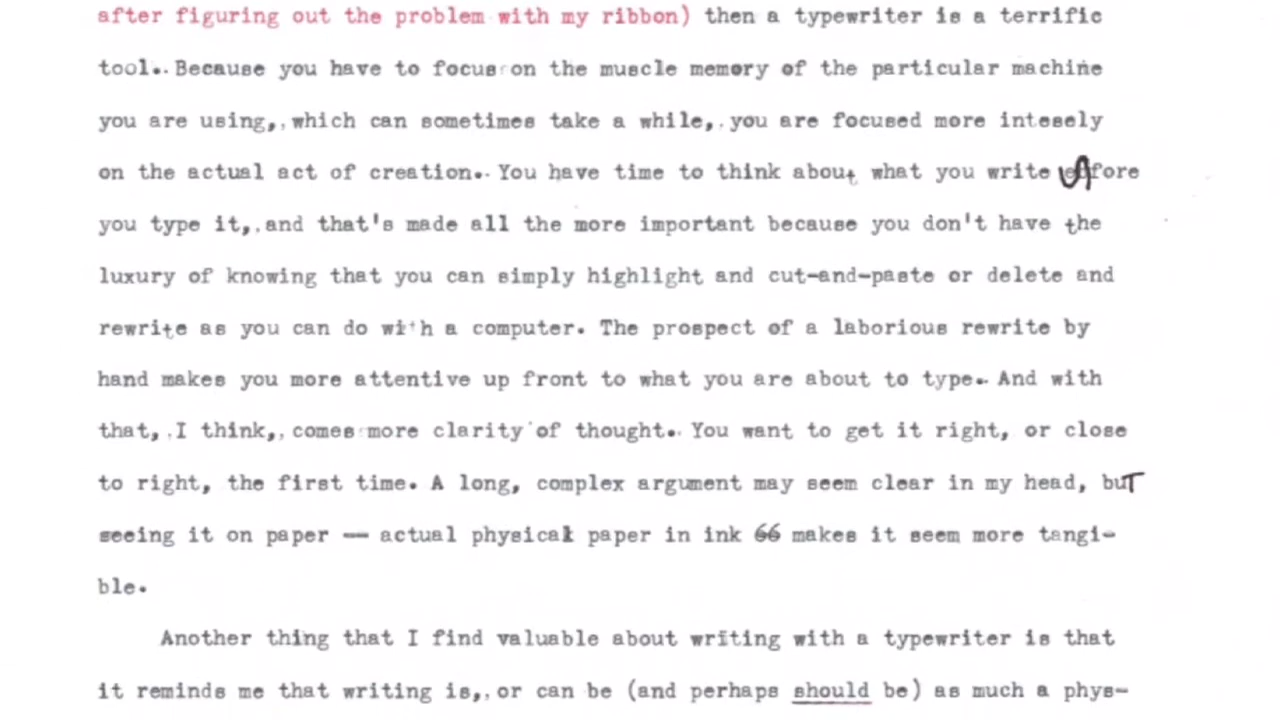 after figuring out the problem with my ribbon) then a typewriter is a terrific
tool. Because you have to focus on the muscle memory of the particular machine
you are using, which can sometimes take a while, you are focused more intesely
on the actual act of creation. You have time to think about what you write efore
you type it, and that's made all the more important because you don't have the
luxury of knowing that you can simply highlight and cut-and-paste or delete and
rewrite as you can do with a computer. The prospect of a laborious rewrite by
hand makes you more attentive up front to what you are about to type. And with
that, I think, comes more clarity of thought. You want to get it right, or close
to right, the first time. A long, complex argument may seem clear in my head, buT
seeing it on paper -- actual physical paper in ink 66 makes it seem more tangi-
ble.
Another thing that I find valuable about writing with a typewriter is that
it reminds me that writing is, or can be (and perhaps should be) as much a phys-